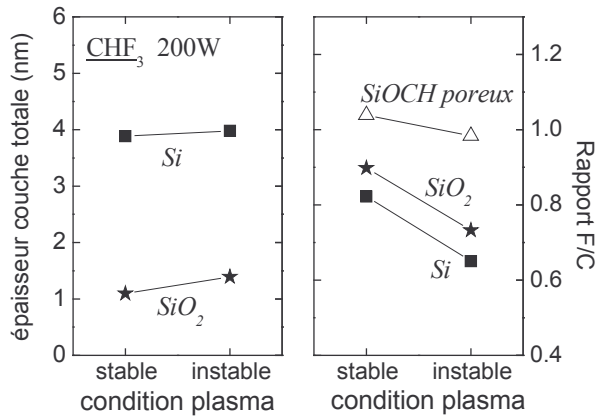 épaisseur couche totale (nm)
6
5
4
3
2
1
0
CHF3 200W
Si
SiO2
stable instable
condition plasma
SiOCH poreux
SiO2
Si
stable instable
condition plasma
1.2
1.0
0.8
0.6
0.4
Rapport F/C